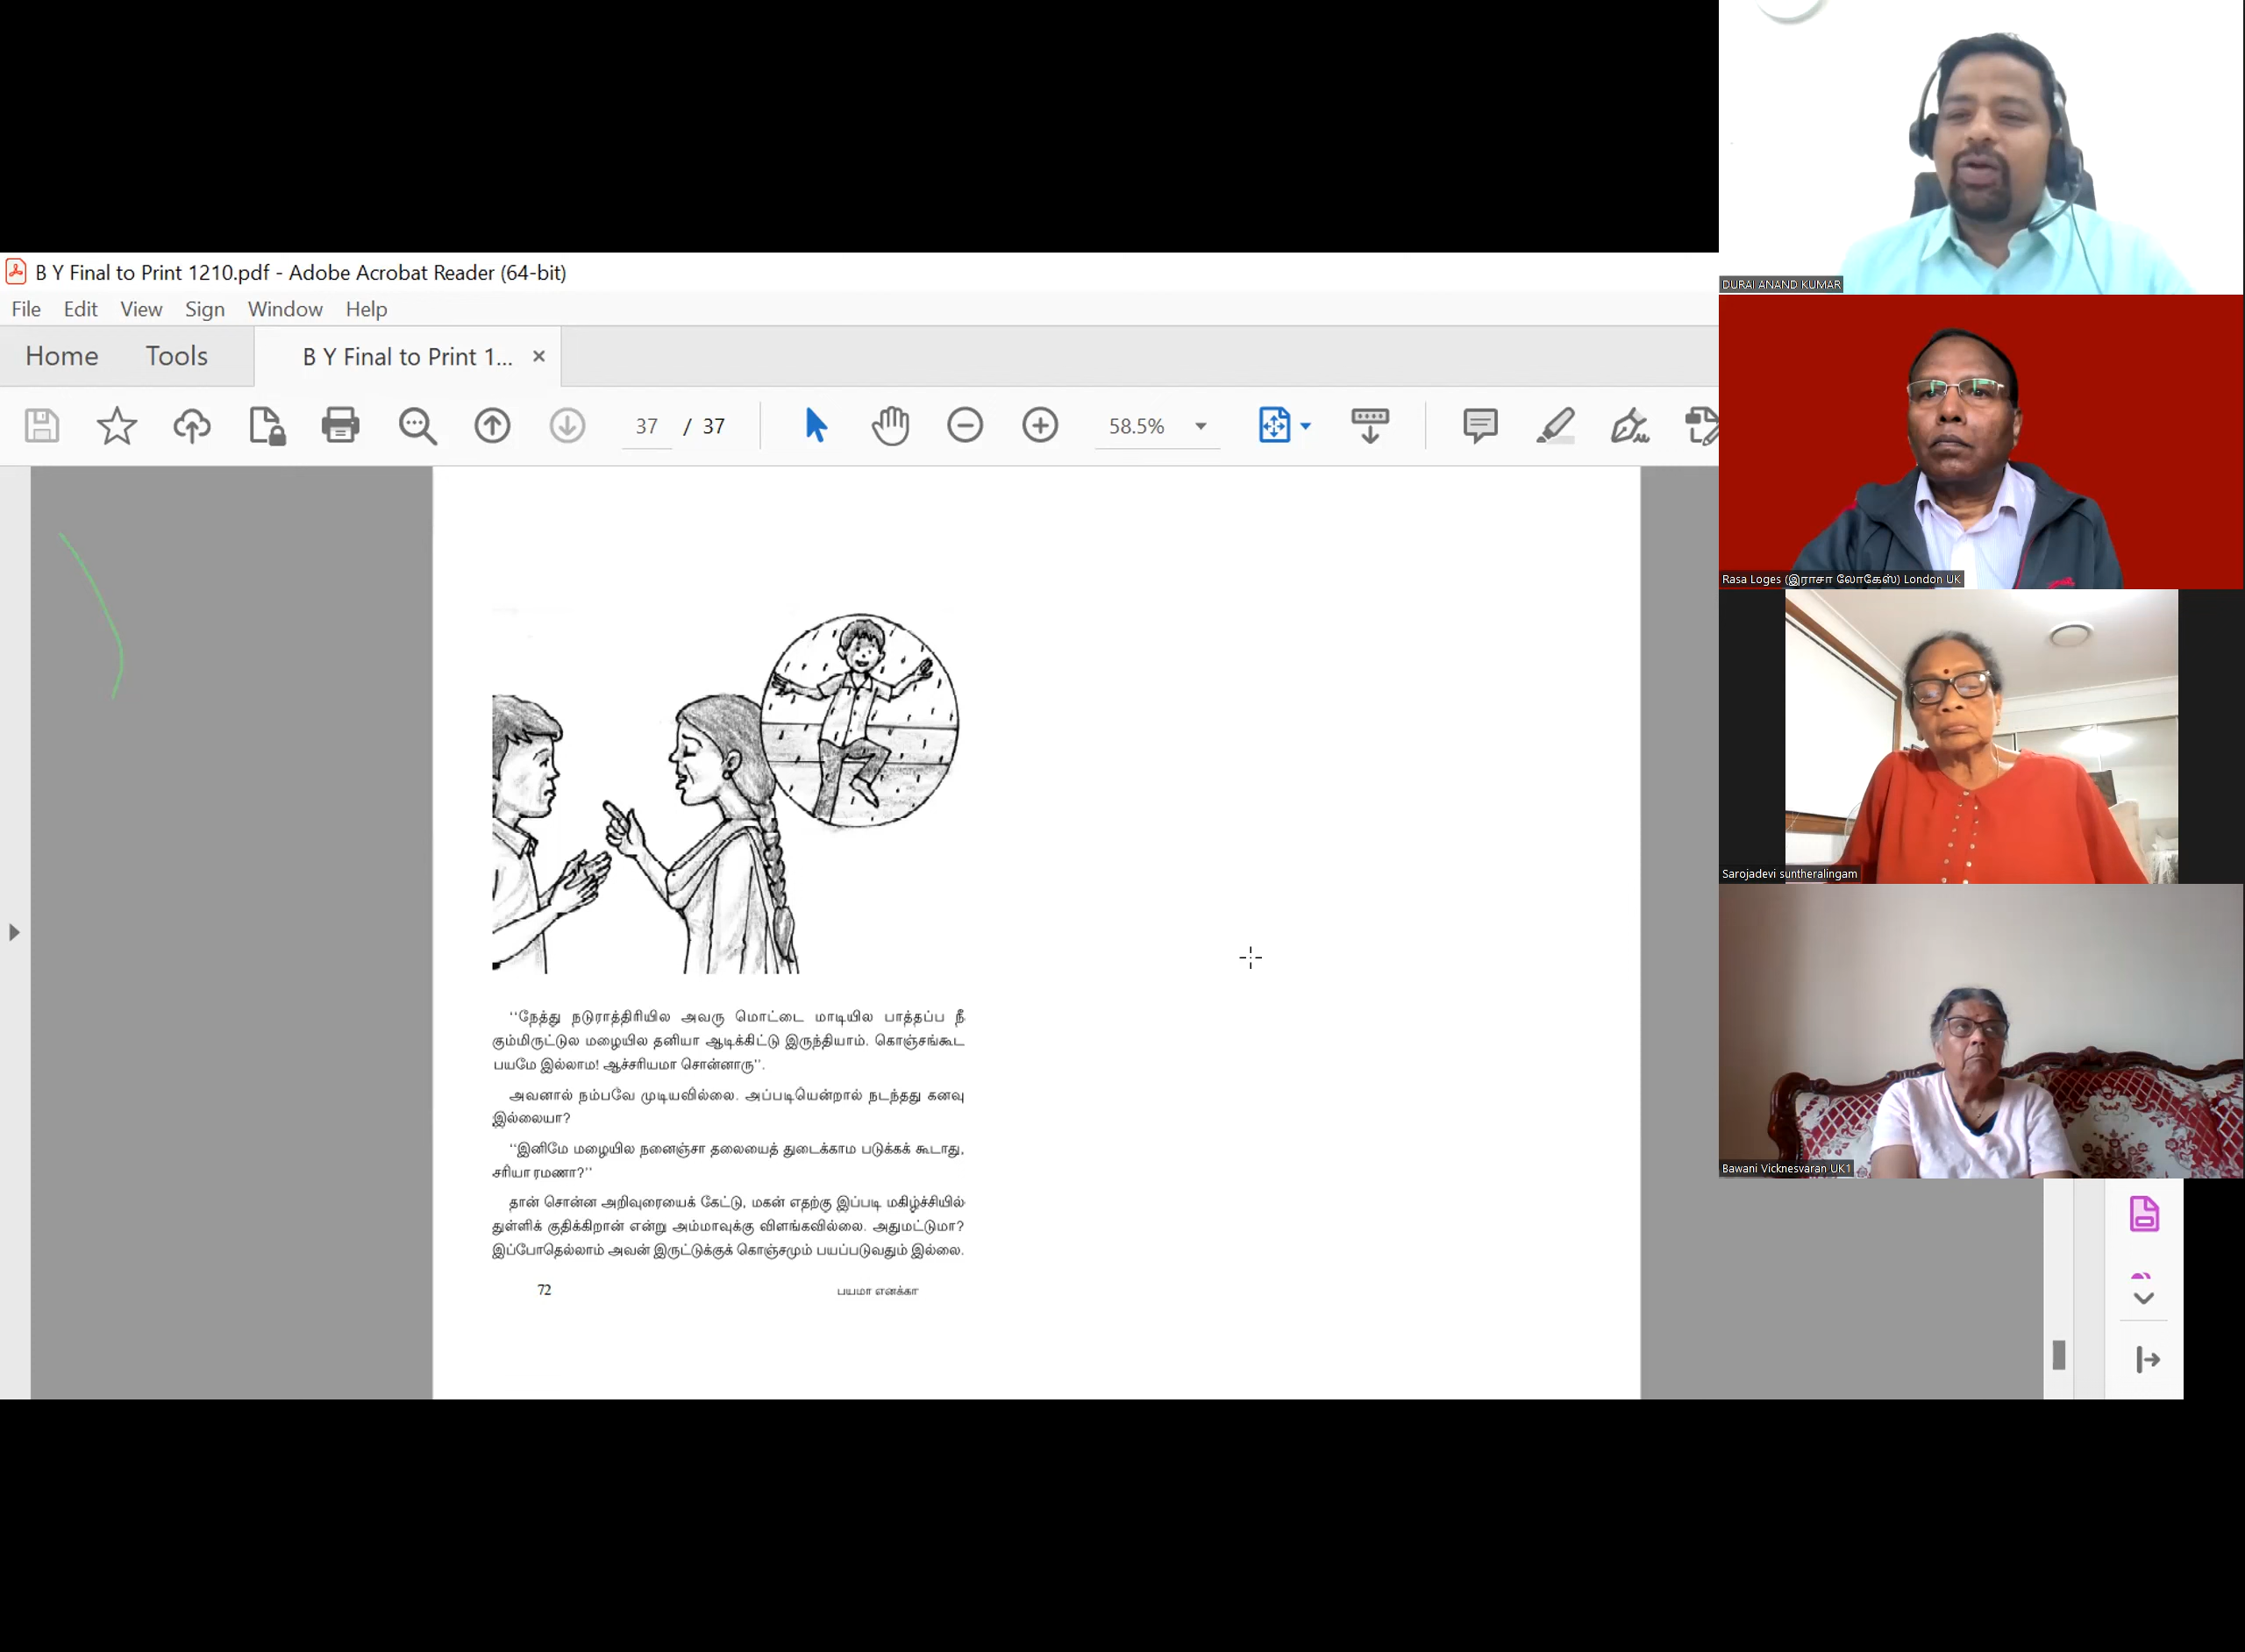 B Y Final to Print 1210.pdf - Adobe Acrobat Reader (64-bit)
File Edit View Sign Window Help
Home Tools B Y Final to Print 1... ×
37 / 37 58.5%
‘‘நேத்து நடுராத்திரியில அவரு மொட்டை மாடியில பாத்தப்ப நீ
கும்மிருட்டுல மழையில தனியா ஆடிக்கிட்டு இருந்தியாம். கொஞ்சங்கூட
பயமே இல்லாம! ஆச்சரியமா சொன்னாரு’’.
அவனால் நம்பவே முடியவில்லை. அப்படியென்றால் நடந்தது கனவு
இல்லையா?
‘‘இனிமே மழையில நனைஞ்சா தலையைத் துடைக்காம படுக்கக் கூடாது,
சரியா ரமணா?’’
தான் சொன்ன அறிவுரையைக் கேட்டு, மகன் எதற்கு இப்படி மகிழ்ச்சியில்
துள்ளிக் குதிக்கிறான் என்று அம்மாவுக்கு விளங்கவில்லை. அதுமட்டுமா?
இப்போதெல்லாம் அவன் இருட்டுக்குக் கொஞ்சமும் பயப்படுவதும் இல்லை.
72 பயமா எனக்கா
DURAI ANAND KUMAR
Rasa Loges (இராசா லோகேஸ்) London UK
Sarojadevi suntheralingam
Bawani Vicknesvaran UK1